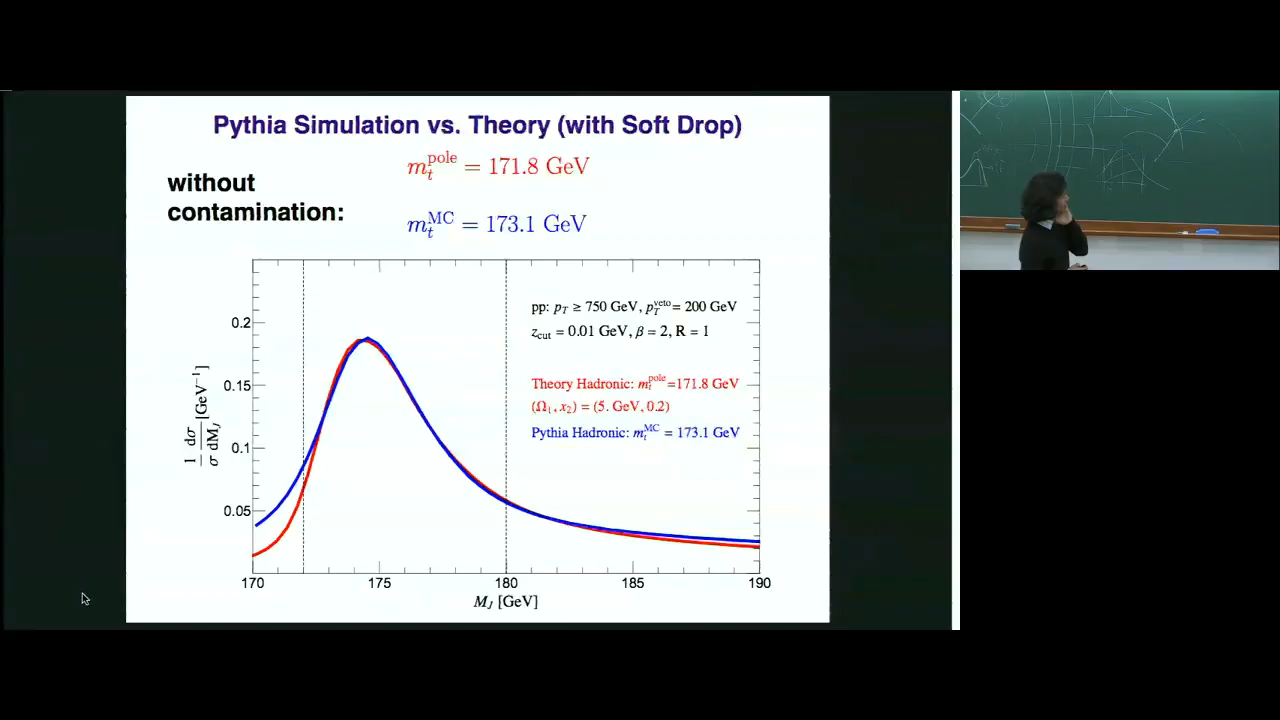 Pythia Simulation vs. Theory (with Soft Drop)
without
contamination:
m_t^pole = 171.8 GeV
m_t^MC = 173.1 GeV
pp: p_T ≥ 750 GeV, p_T^veto = 200 GeV
z_cut = 0.01 GeV, β = 2, R = 1
Theory Hadronic: m_t^pole=171.8 GeV
(Ω_1, x_2) = (5. GeV, 0.2)
Pythia Hadronic: m_t^MC = 173.1 GeV
1/σ dσ/dM_J [GeV^-1]
0.2
0.15
0.1
0.05
170 175 180 185 190
M_J [GeV]